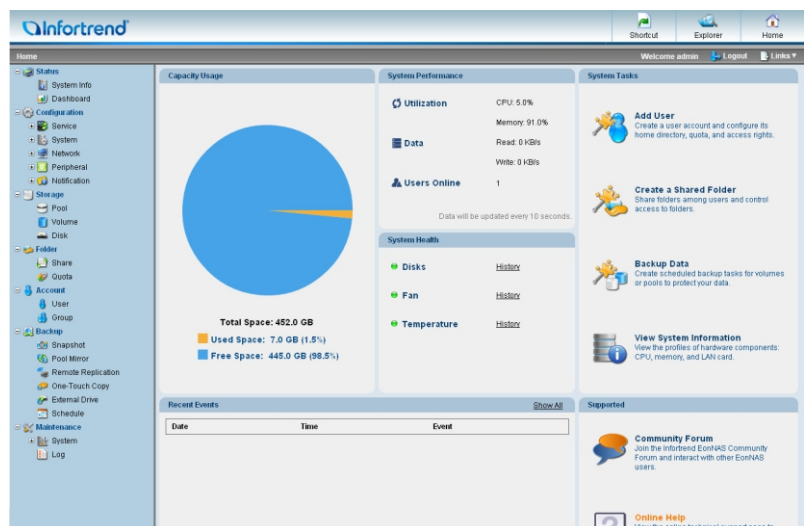 Infortrend
Shortcut
Explorer
Home
Home
Welcome admin
Logout
Links
Status
System Info
Dashboard
Configuration
Service
System
Network
Peripheral
Notification
Storage
Pool
Volume
Disk
Folder
Share
Quota
Account
User
Group
Backup
Snapshot
Pool Mirror
Remote Replication
One-Touch Copy
External Drive
Schedule
Maintenance
System
Log
Capacity Usage
Total Space: 452.0 GB
Used Space: 7.0 GB (1.5%)
Free Space: 445.0 GB (98.5%)
System Performance
Utilization
CPU: 5.0%
Memory: 91.0%
Data
Read: 0 KB/s
Write: 0 KB/s
Users Online
1
Data will be updated every 10 seconds.
System Health
Disks
History
Fan
History
Temperature
History
System Tasks
Add User
Create a user account and configure its
home directory, quota, and access rights.
Create a Shared Folder
Share folders among users and control
access to folders.
Backup Data
Create scheduled backup tasks for volumes
or pools to protect your data.
View System Information
View the profiles of hardware components:
CPU, memory, and LAN card.
Recent Events
Show All
Date
Time
Event
Supported
Community Forum
Join the Infortrend EonNAS Community
Forum and interact with other EonNAS
users.
Online Help
View the online technical support page to